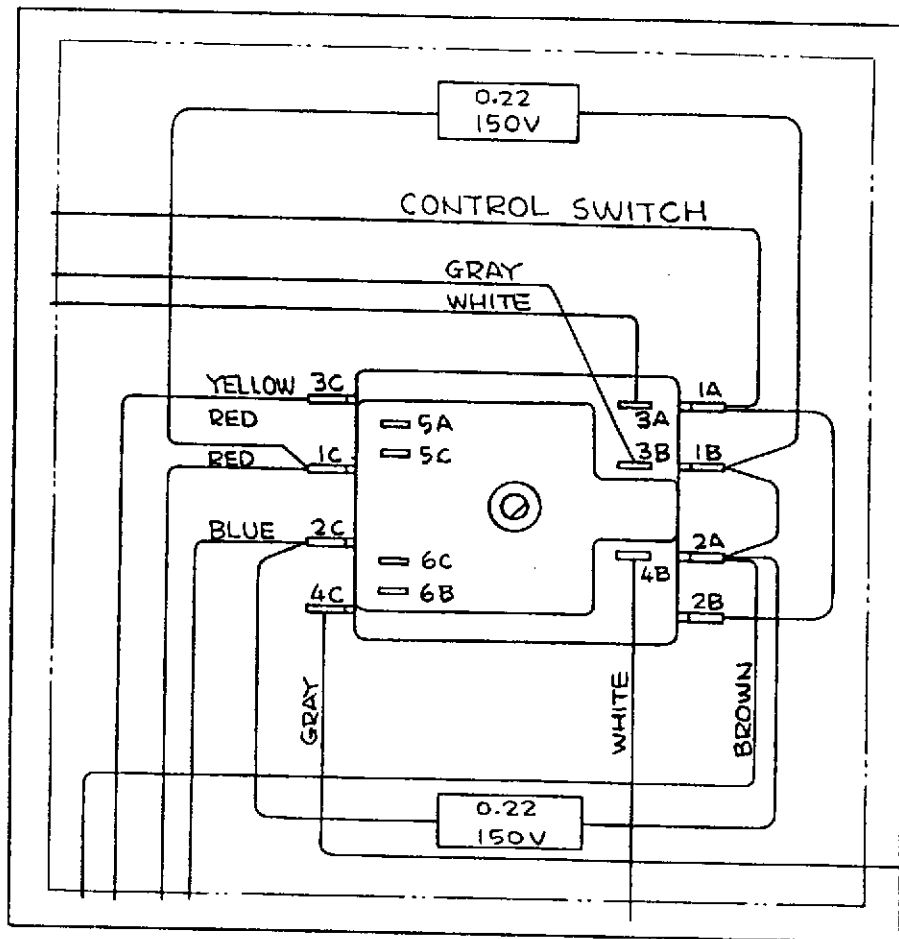 0.22
150V
CONTROL SWITCH
GRAY
WHITE
YELLOW 3C
RED
1A
3A
5A
5C
3B
1B
RED 1C
BLUE 2C
2A
6C
4B
6B
4C
2B
GRAY
WHITE
BROWN
0.22
150V